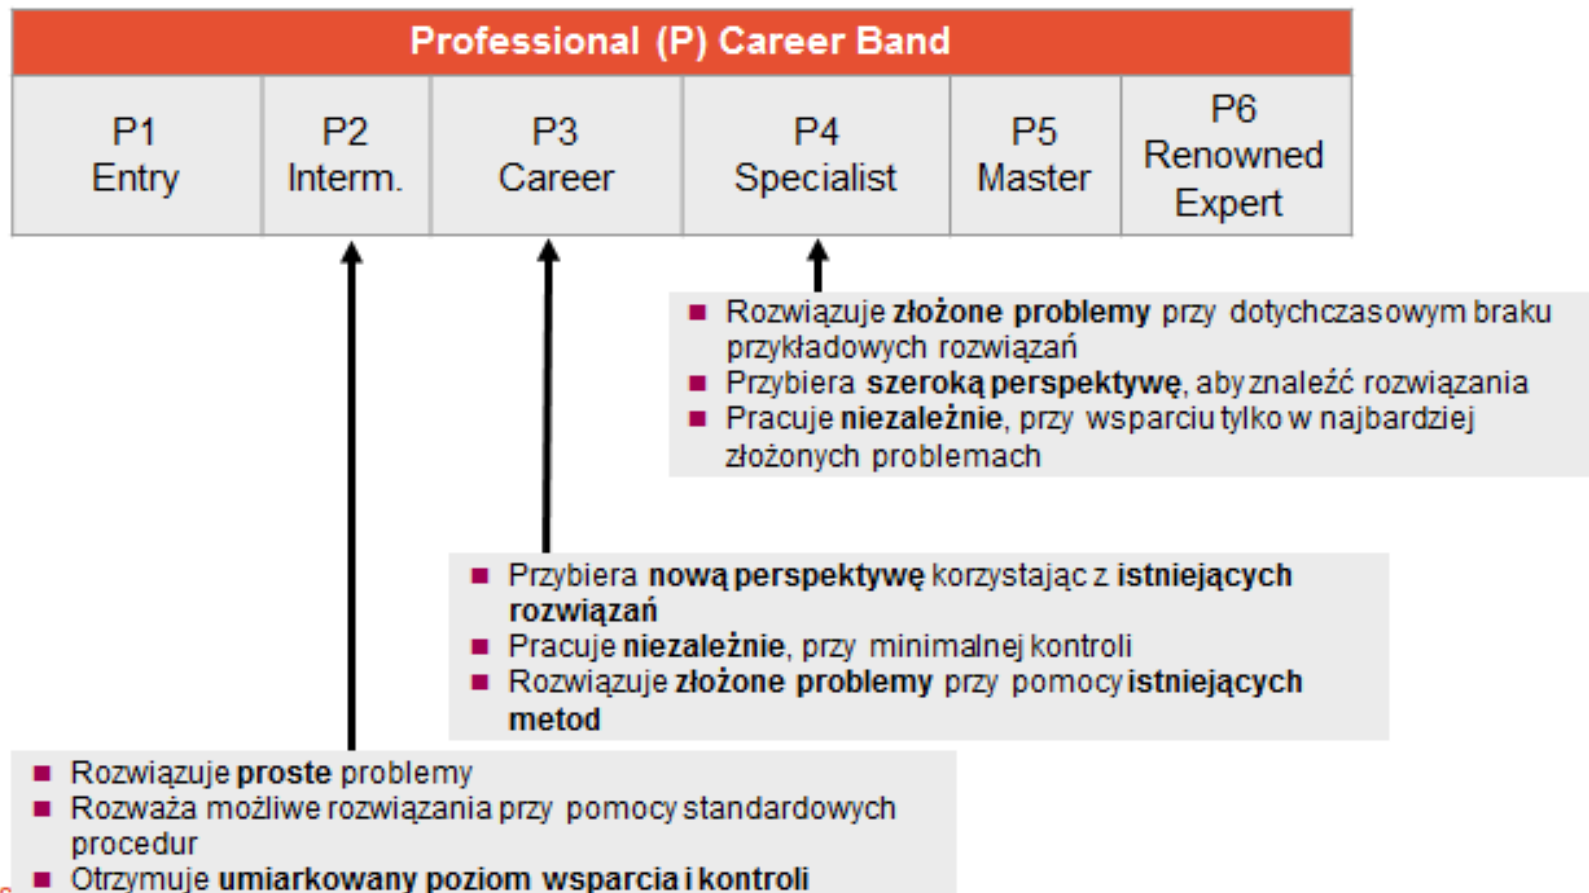 Professional (P) Career Band
P1
Entry
P2
Interm.
P3
Career
P4
Specialist
P5
Master
P6
Renowned
Expert
Rozwiązuje złożone problemy przy dotychczasowym braku
przykładowych rozwiązań
Przybiera szeroką perspektywę, aby znaleźć rozwiązania
Pracuje niezależnie, przy wsparciu tylko w najbardziej
złożonych problemach
Przybiera nową perspektywę korzystając z istniejących
rozwiązań
Pracuje niezależnie, przy minimalnej kontroli
Rozwiązuje złożone problemy przy pomocy istniejących
metod
Rozwiązuje proste problemy
Rozważa możliwe rozwiązania przy pomocy standardowych
procedur
Otrzymuje umiarkowany poziom wsparcia i kontroli